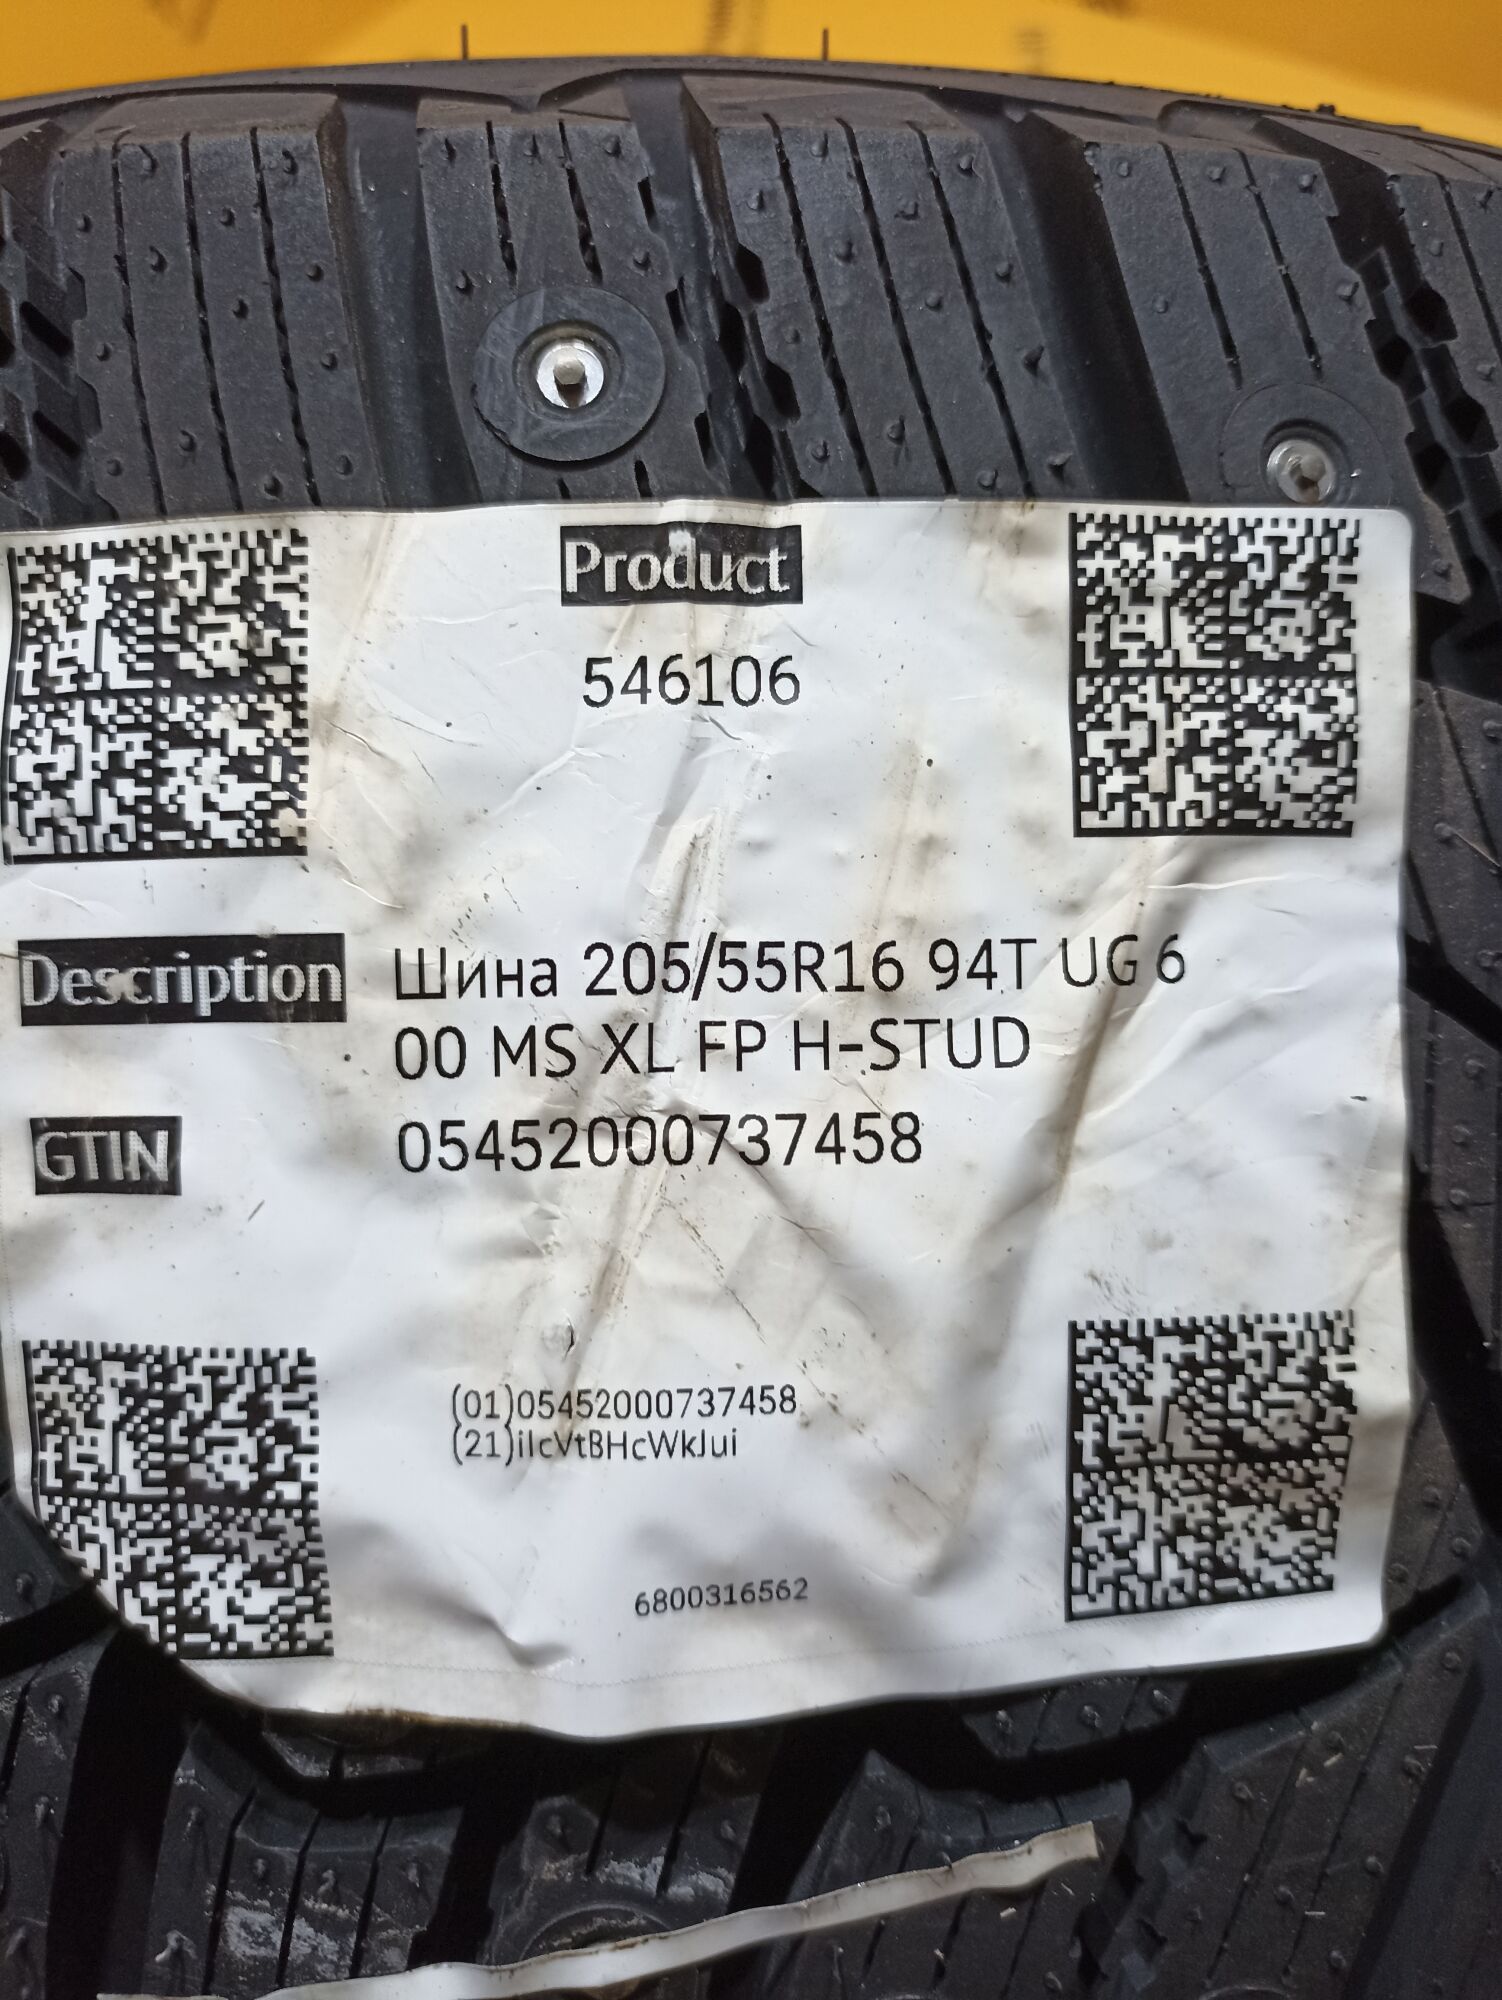 Product
546106
Description
Шина 205/55R16 94T UG 6
00 MS XL FP H-STUD
GTIN
05452000737458
(01)05452000737458
(21)iIcVtBHcWkJui
6800316562